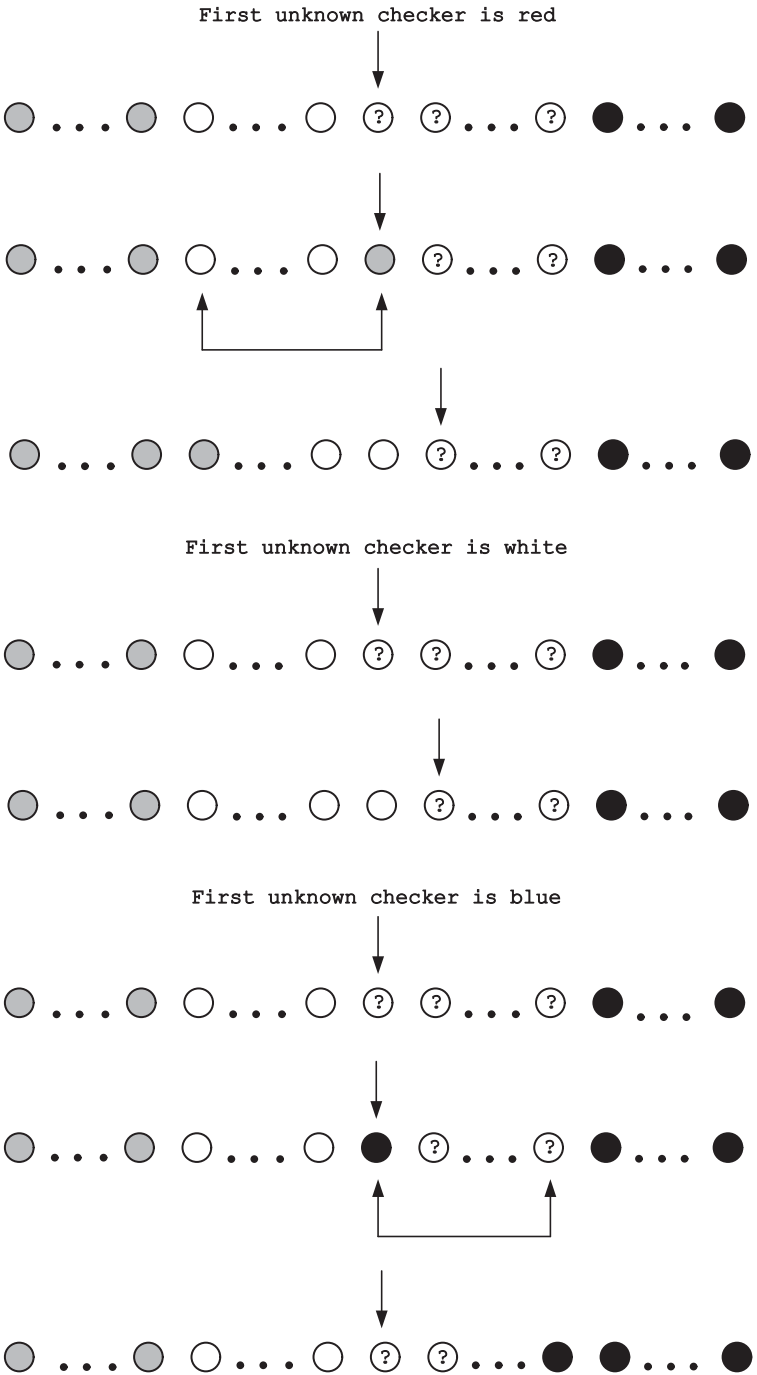 First unknown checker is red
? ? ?
? ?
? ?
First unknown checker is white
? ? ?
? ?
First unknown checker is blue
? ? ?
? ?
? ?